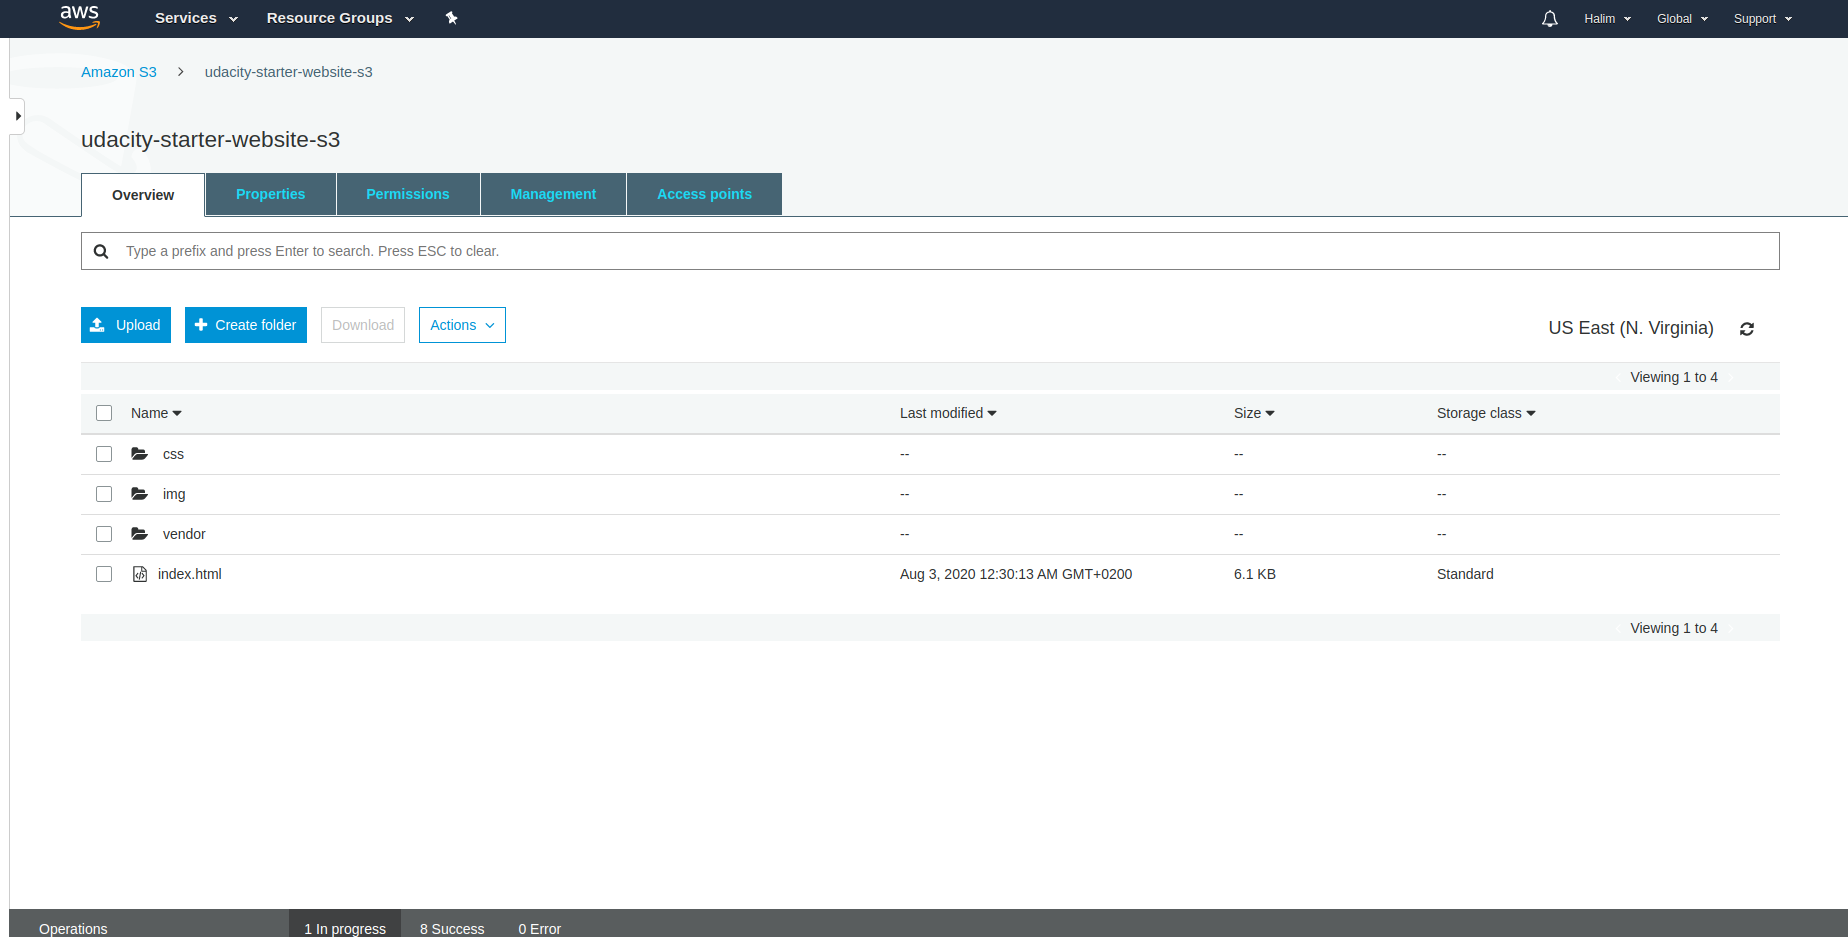 aws Services Resource Groups Halim Global Support
Amazon S3 > udacity-starter-website-s3
udacity-starter-website-s3
Overview Properties Permissions Management Access points
Type a prefix and press Enter to search. Press ESC to clear.
Upload Create folder Download Actions US East (N. Virginia)
Viewing 1 to 4
Name Last modified Size Storage class
css -- -- --
img -- -- --
vendor -- -- --
index.html Aug 3, 2020 12:30:13 AM GMT+0200 6.1 KB Standard
Viewing 1 to 4
Operations 1 In progress 8 Success 0 Error